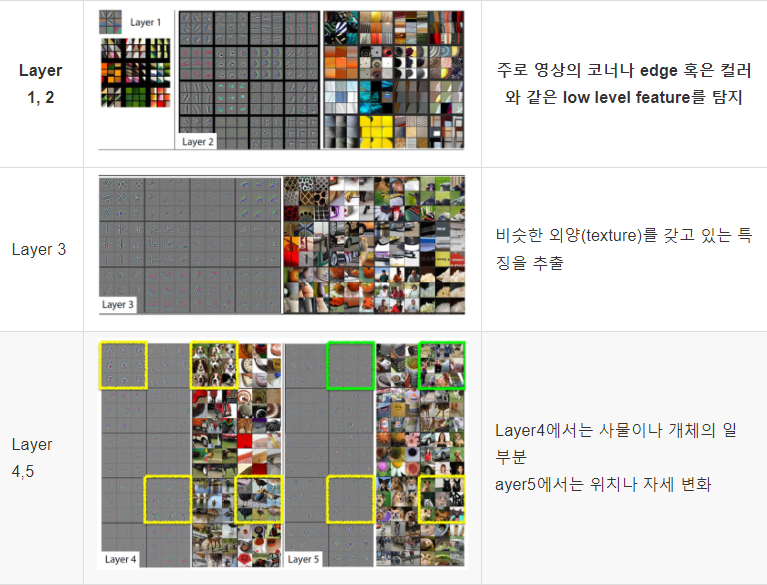 Layer 1
Layer
1, 2
Layer 2
주로 영상의 코너나 edge 혹은 컬러
와 같은 low level feature를 탐지
Layer 3
Layer 3
비슷한 외양(texture)를 갖고 있는 특
징을 추출
Layer
4,5
Layer 4
Layer 5
Layer4에서는 사물이나 개체의 일
부분
ayer5에서는 위치나 자세 변화